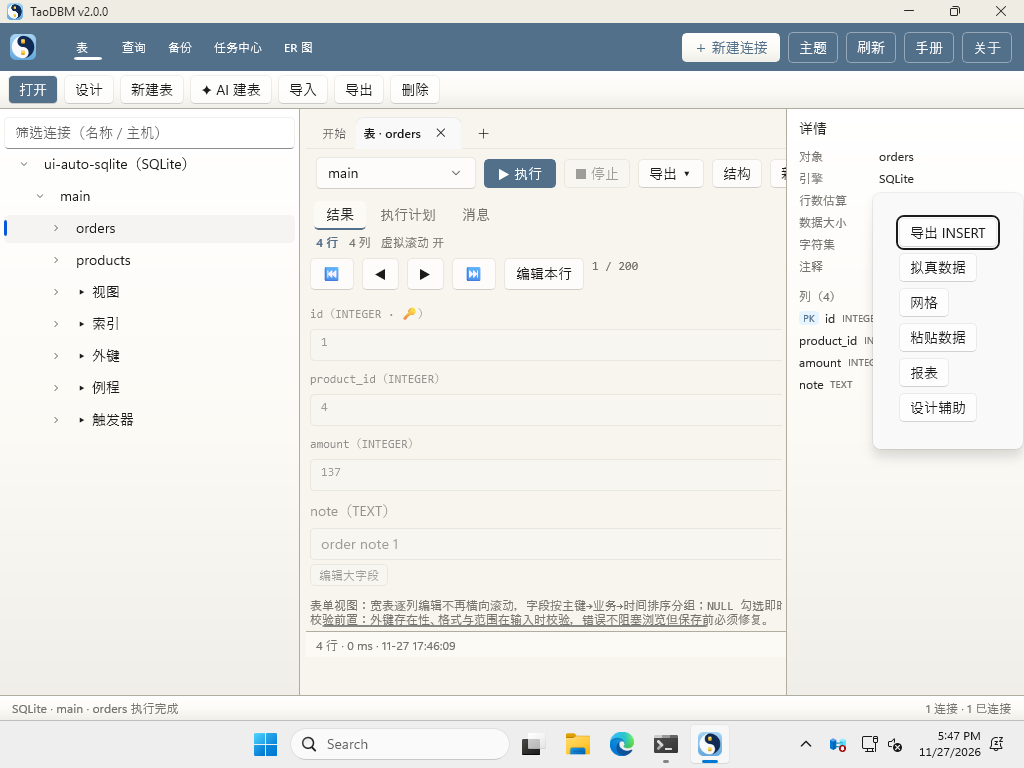 TaoDBM v2.0.0
表 查询 备份 任务中心 ER 图
+ 新建连接 主题 刷新 手册 关于
打开 设计 新建表 ✦ AI 建表 导入 导出 删除
筛选连接（名称 / 主机）
ui-auto-sqlite（SQLite）
main
orders
products
▸ 视图
▸ 索引
▸ 外键
▸ 例程
▸ 触发器
开始 表 · orders ✕ +
main ▶ 执行 ■ 停止 导出 ▾ 结构
结果 执行计划 消息
4 行 4 列 虚拟滚动 开
⏮ ◀ ▶ ⏭ 编辑本行 1 / 200
id（INTEGER · 🔑）
1
product_id（INTEGER）
4
amount（INTEGER）
137
note（TEXT）
order note 1
编辑大字段
表单视图：宽表逐列编辑不再横向滚动，字段按主键→业务→时间排序分组；NULL 勾选即时
校验前置：外键存在性、格式与范围在输入时校验，错误不阻塞浏览但保存前必须修复。
4 行 · 0 ms · 11-27 17:46:09
详情
对象 orders
引擎 SQLite
行数估算
数据大小
字符集
注释
列（4）
PK id INTEGE
product_id IN
amount INTEG
note TEXT
导出 INSERT
拟真数据
网格
粘贴数据
报表
设计辅助
SQLite · main · orders 执行完成
1 连接 · 1 已连接
Search
5:47 PM
11/27/2026